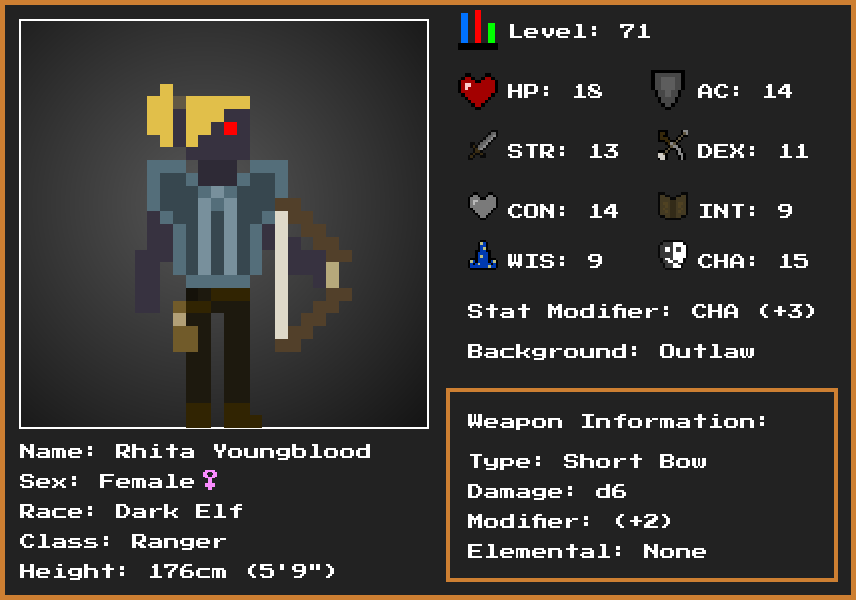 Level: 71
HP: 18 AC: 14
STR: 13 DEX: 11
CON: 14 INT: 9
WIS: 9 CHA: 15
Stat Modifier: CHA (+3)
Background: Outlaw
Weapon Information:
Type: Short Bow
Damage: d6
Modifier: (+2)
Elemental: None
Name: Rhita Youngblood
Sex: Female♀
Race: Dark Elf
Class: Ranger
Height: 176cm (5'9")